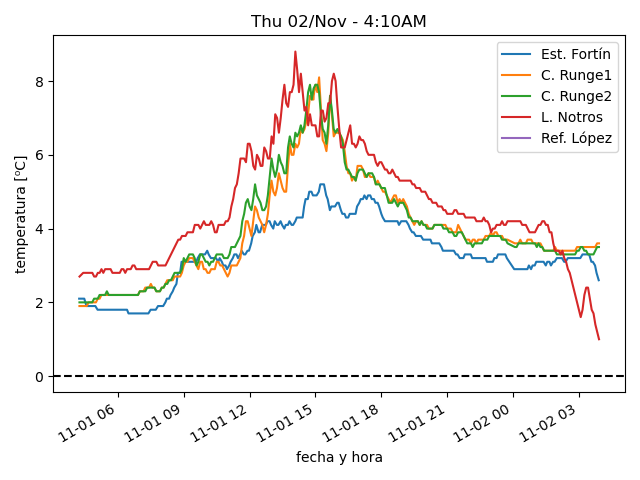 Thu 02/Nov - 4:10AM
temperatura [ºC]
8
6
4
2
0
Est. Fortín
C. Runge1
C. Runge2
L. Notros
Ref. López
11-01 06
11-01 09
11-01 12
11-01 15
11-01 18
11-01 21
11-02 00
11-02 03
fecha y hora